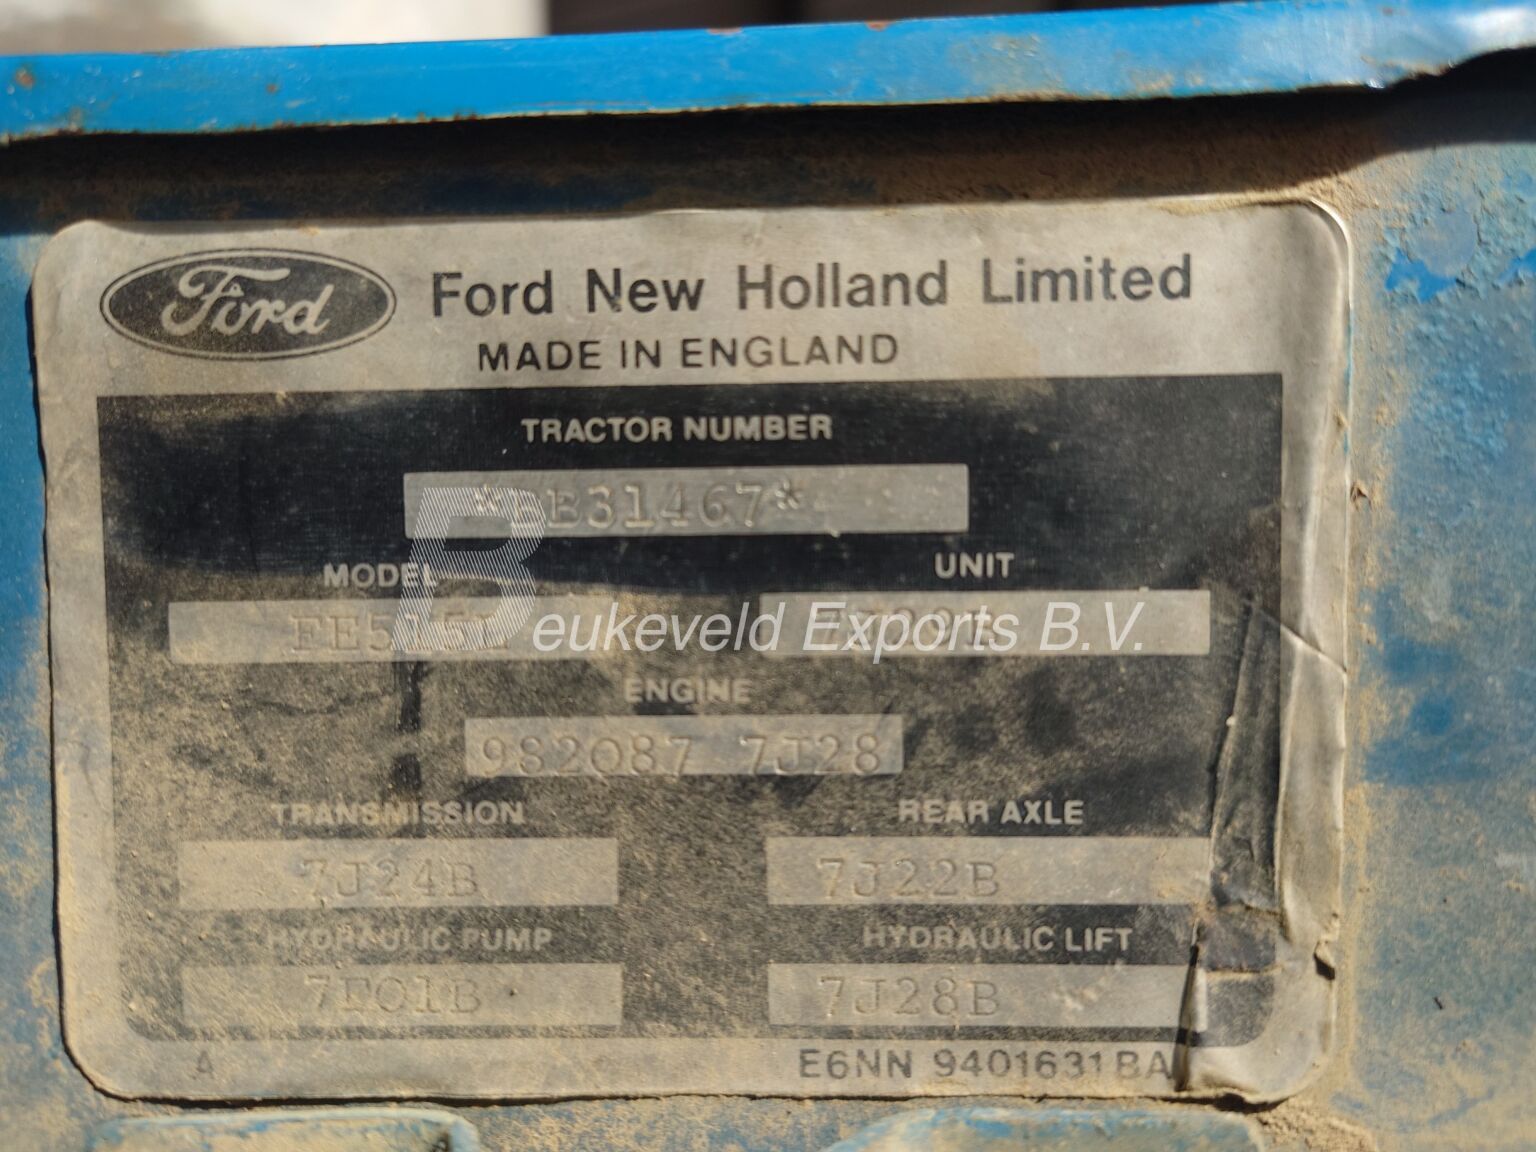 Ford Ford New Holland Limited
MADE IN ENGLAND
TRACTOR NUMBER
*BB31467*
MODEL UNIT
Beukeveld Exports B.V.
ENGINE
982087 7J28
TRANSMISSION REAR AXLE
7J24B 7J22B
HYDRAULIC PUMP HYDRAULIC LIFT
7E01B 7J28B
A E6NN 9401631BA